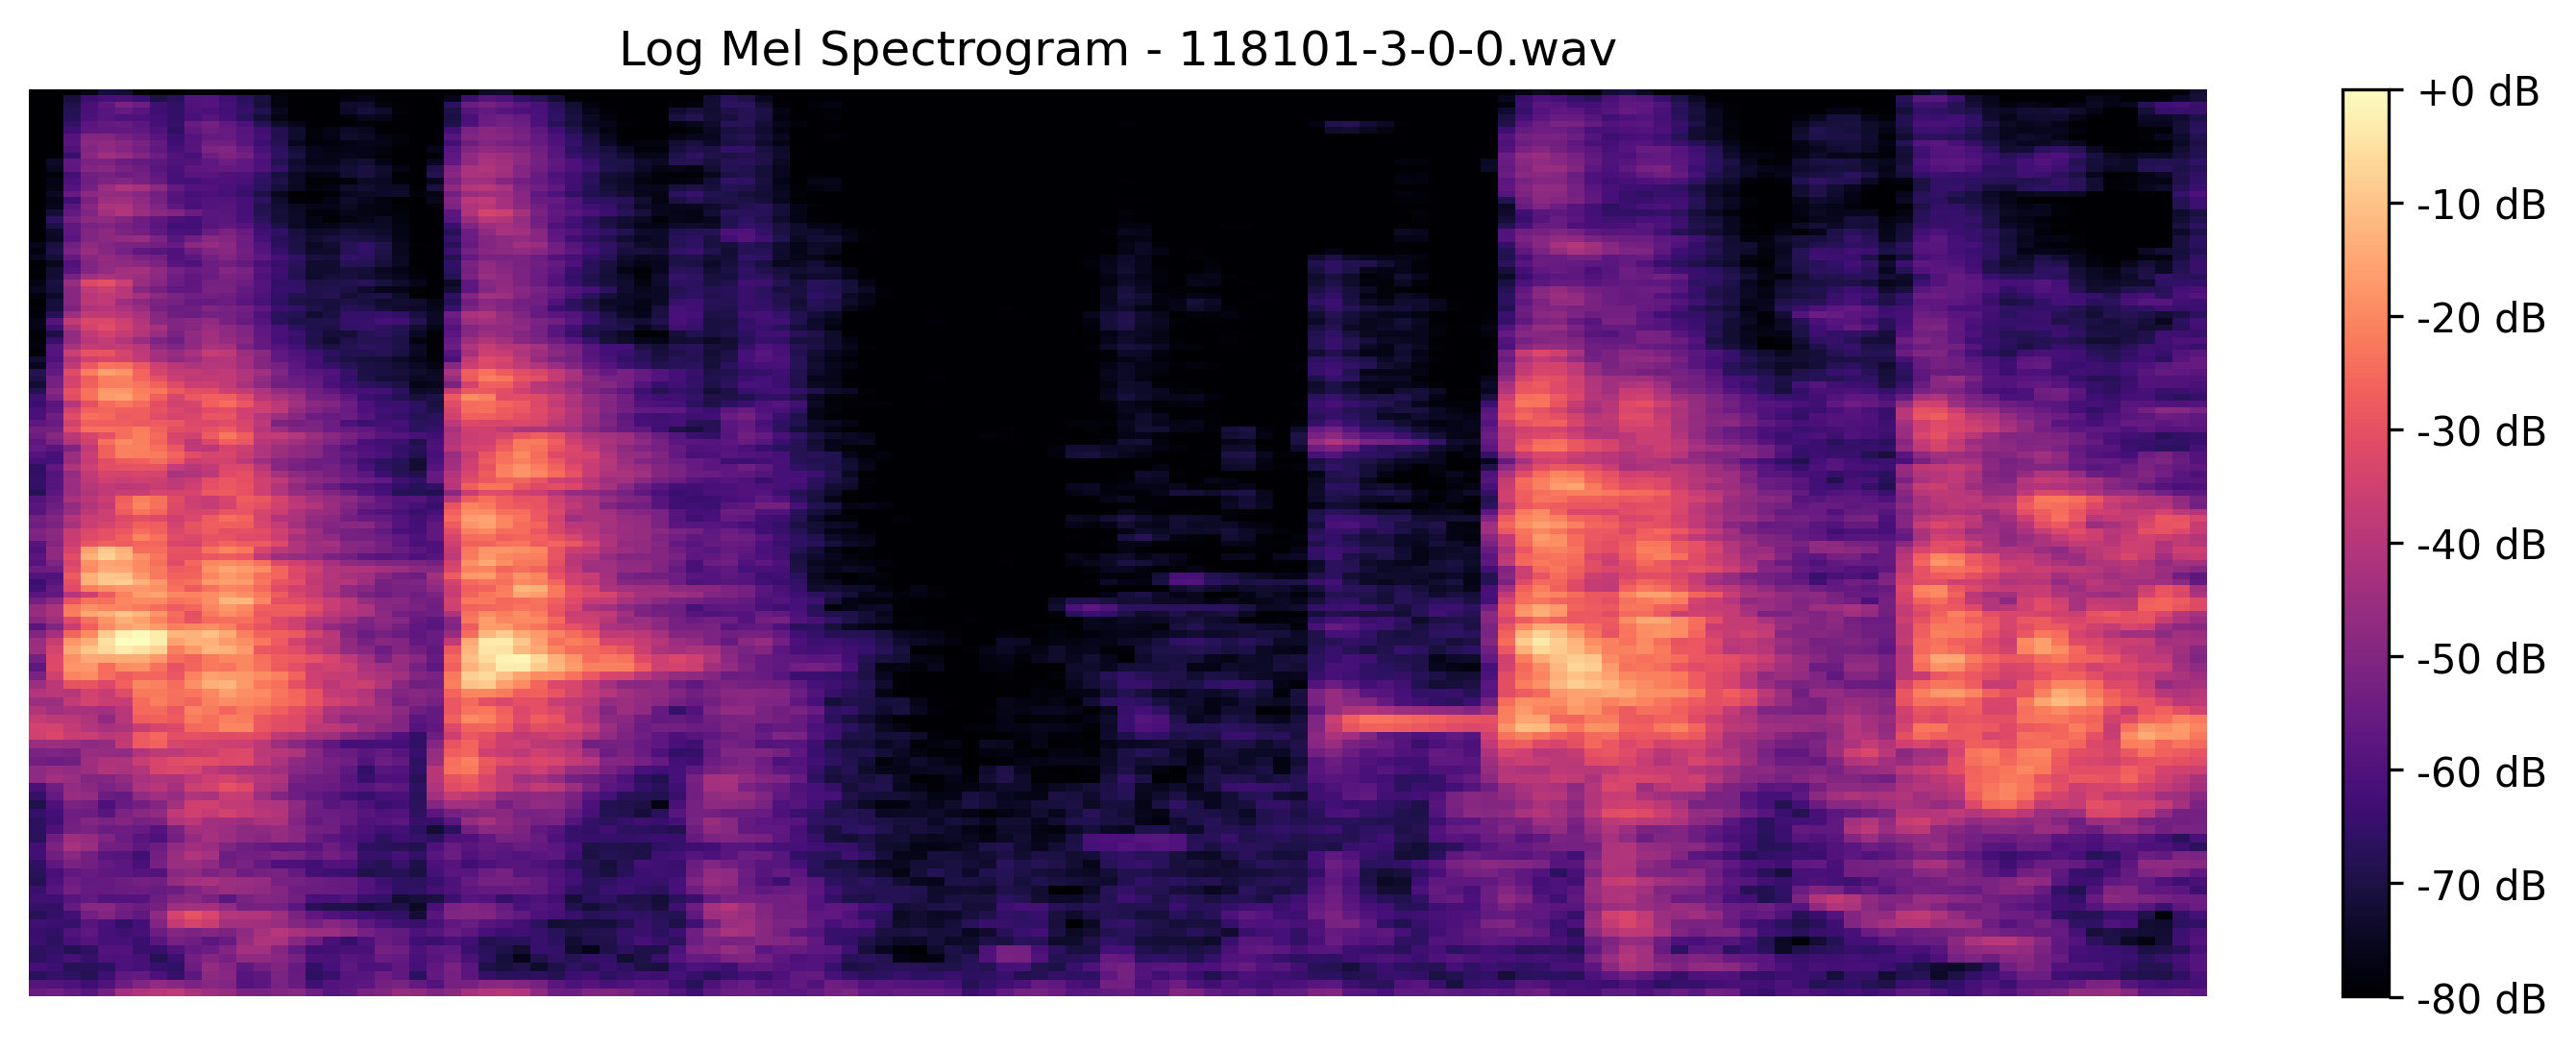 Log Mel Spectrogram - 118101-3-0-0.wav
+0 dB
-10 dB
-20 dB
-30 dB
-40 dB
-50 dB
-60 dB
-70 dB
-80 dB